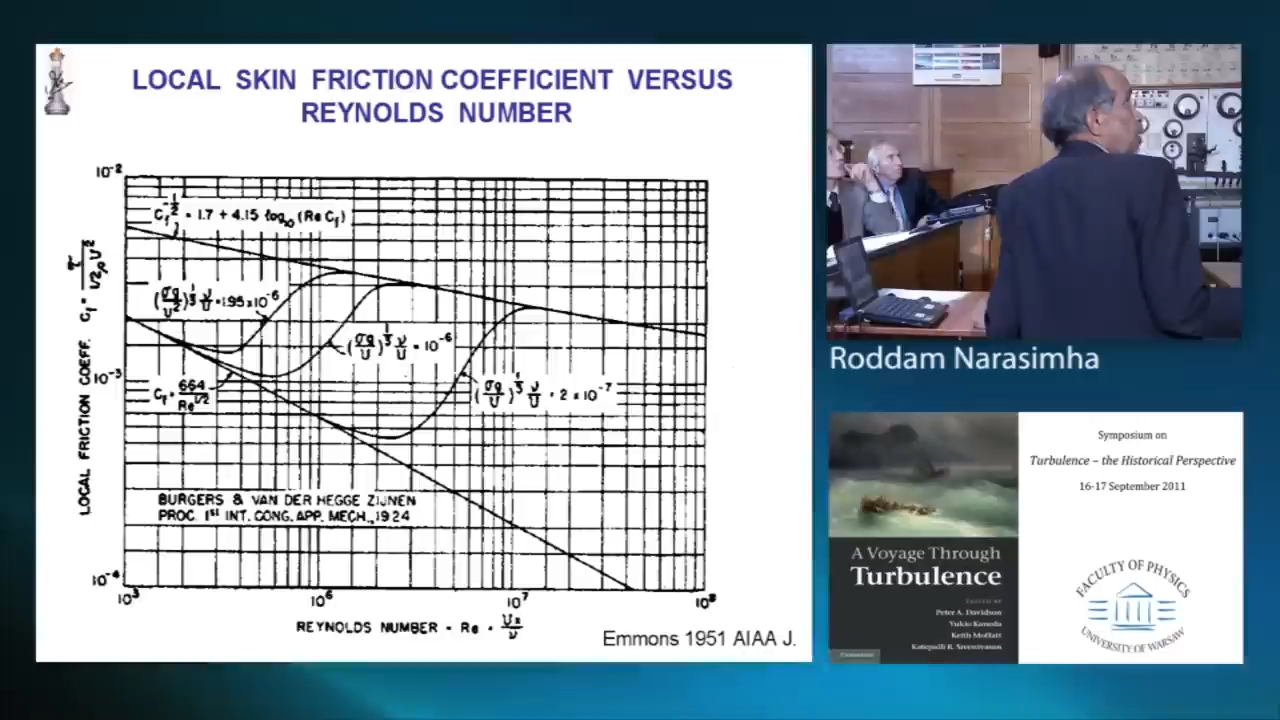 LOCAL SKIN FRICTION COEFFICIENT VERSUS
REYNOLDS NUMBER
10⁻²
C_f^(-1/2) = 1.7 + 4.15 log₁₀ (Re C_f)
LOCAL FRICTION COEFF. C_f = τ / (1/2 ρ U²)
(σg/U²)^(1/3) ν/U = 1.95 x 10⁻⁶
(σg/U)^(1/3) ν/U = 10⁻⁶
(σg/U)^(1/3) ν/U = 2 x 10⁻⁷
10⁻³
C_f = 664 / Re^(1/2)
BURGERS & VAN DER HEGGE ZIJNEN
PROC. 1ST INT. CONG. APP. MECH., 1924
10⁻⁴
10⁶
10⁷
10⁸
REYNOLDS NUMBER = Re = Ux/ν
Emmons 1951 AIAA J.
Roddam Narasimha
A Voyage Through
Turbulence
EDITED BY
Peter A. Davidson
Yukio Kaneda
Keith Moffatt
Katepalli R. Sreenivasan
Symposium on
Turbulence – the Historical Perspective
16-17 September 2011
FACULTY OF PHYSICS
UNIVERSITY OF WARSAW